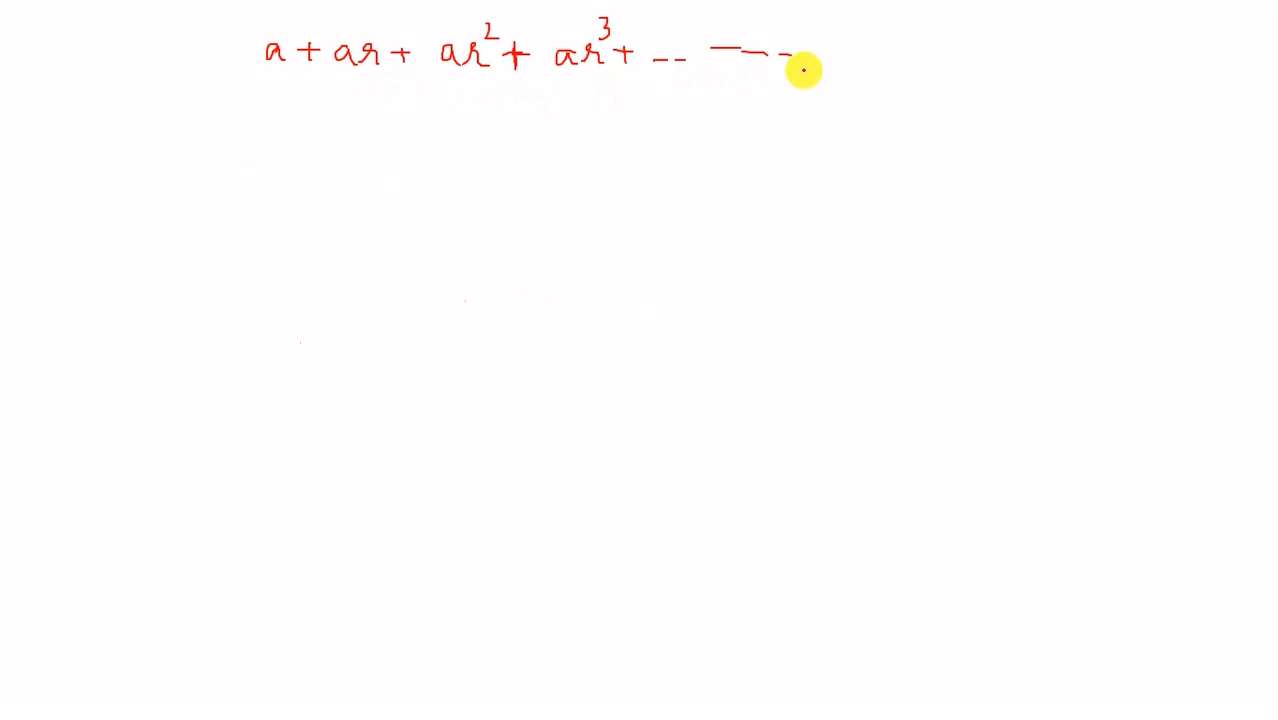 a + ar + ar² + ar³ + -- — — -